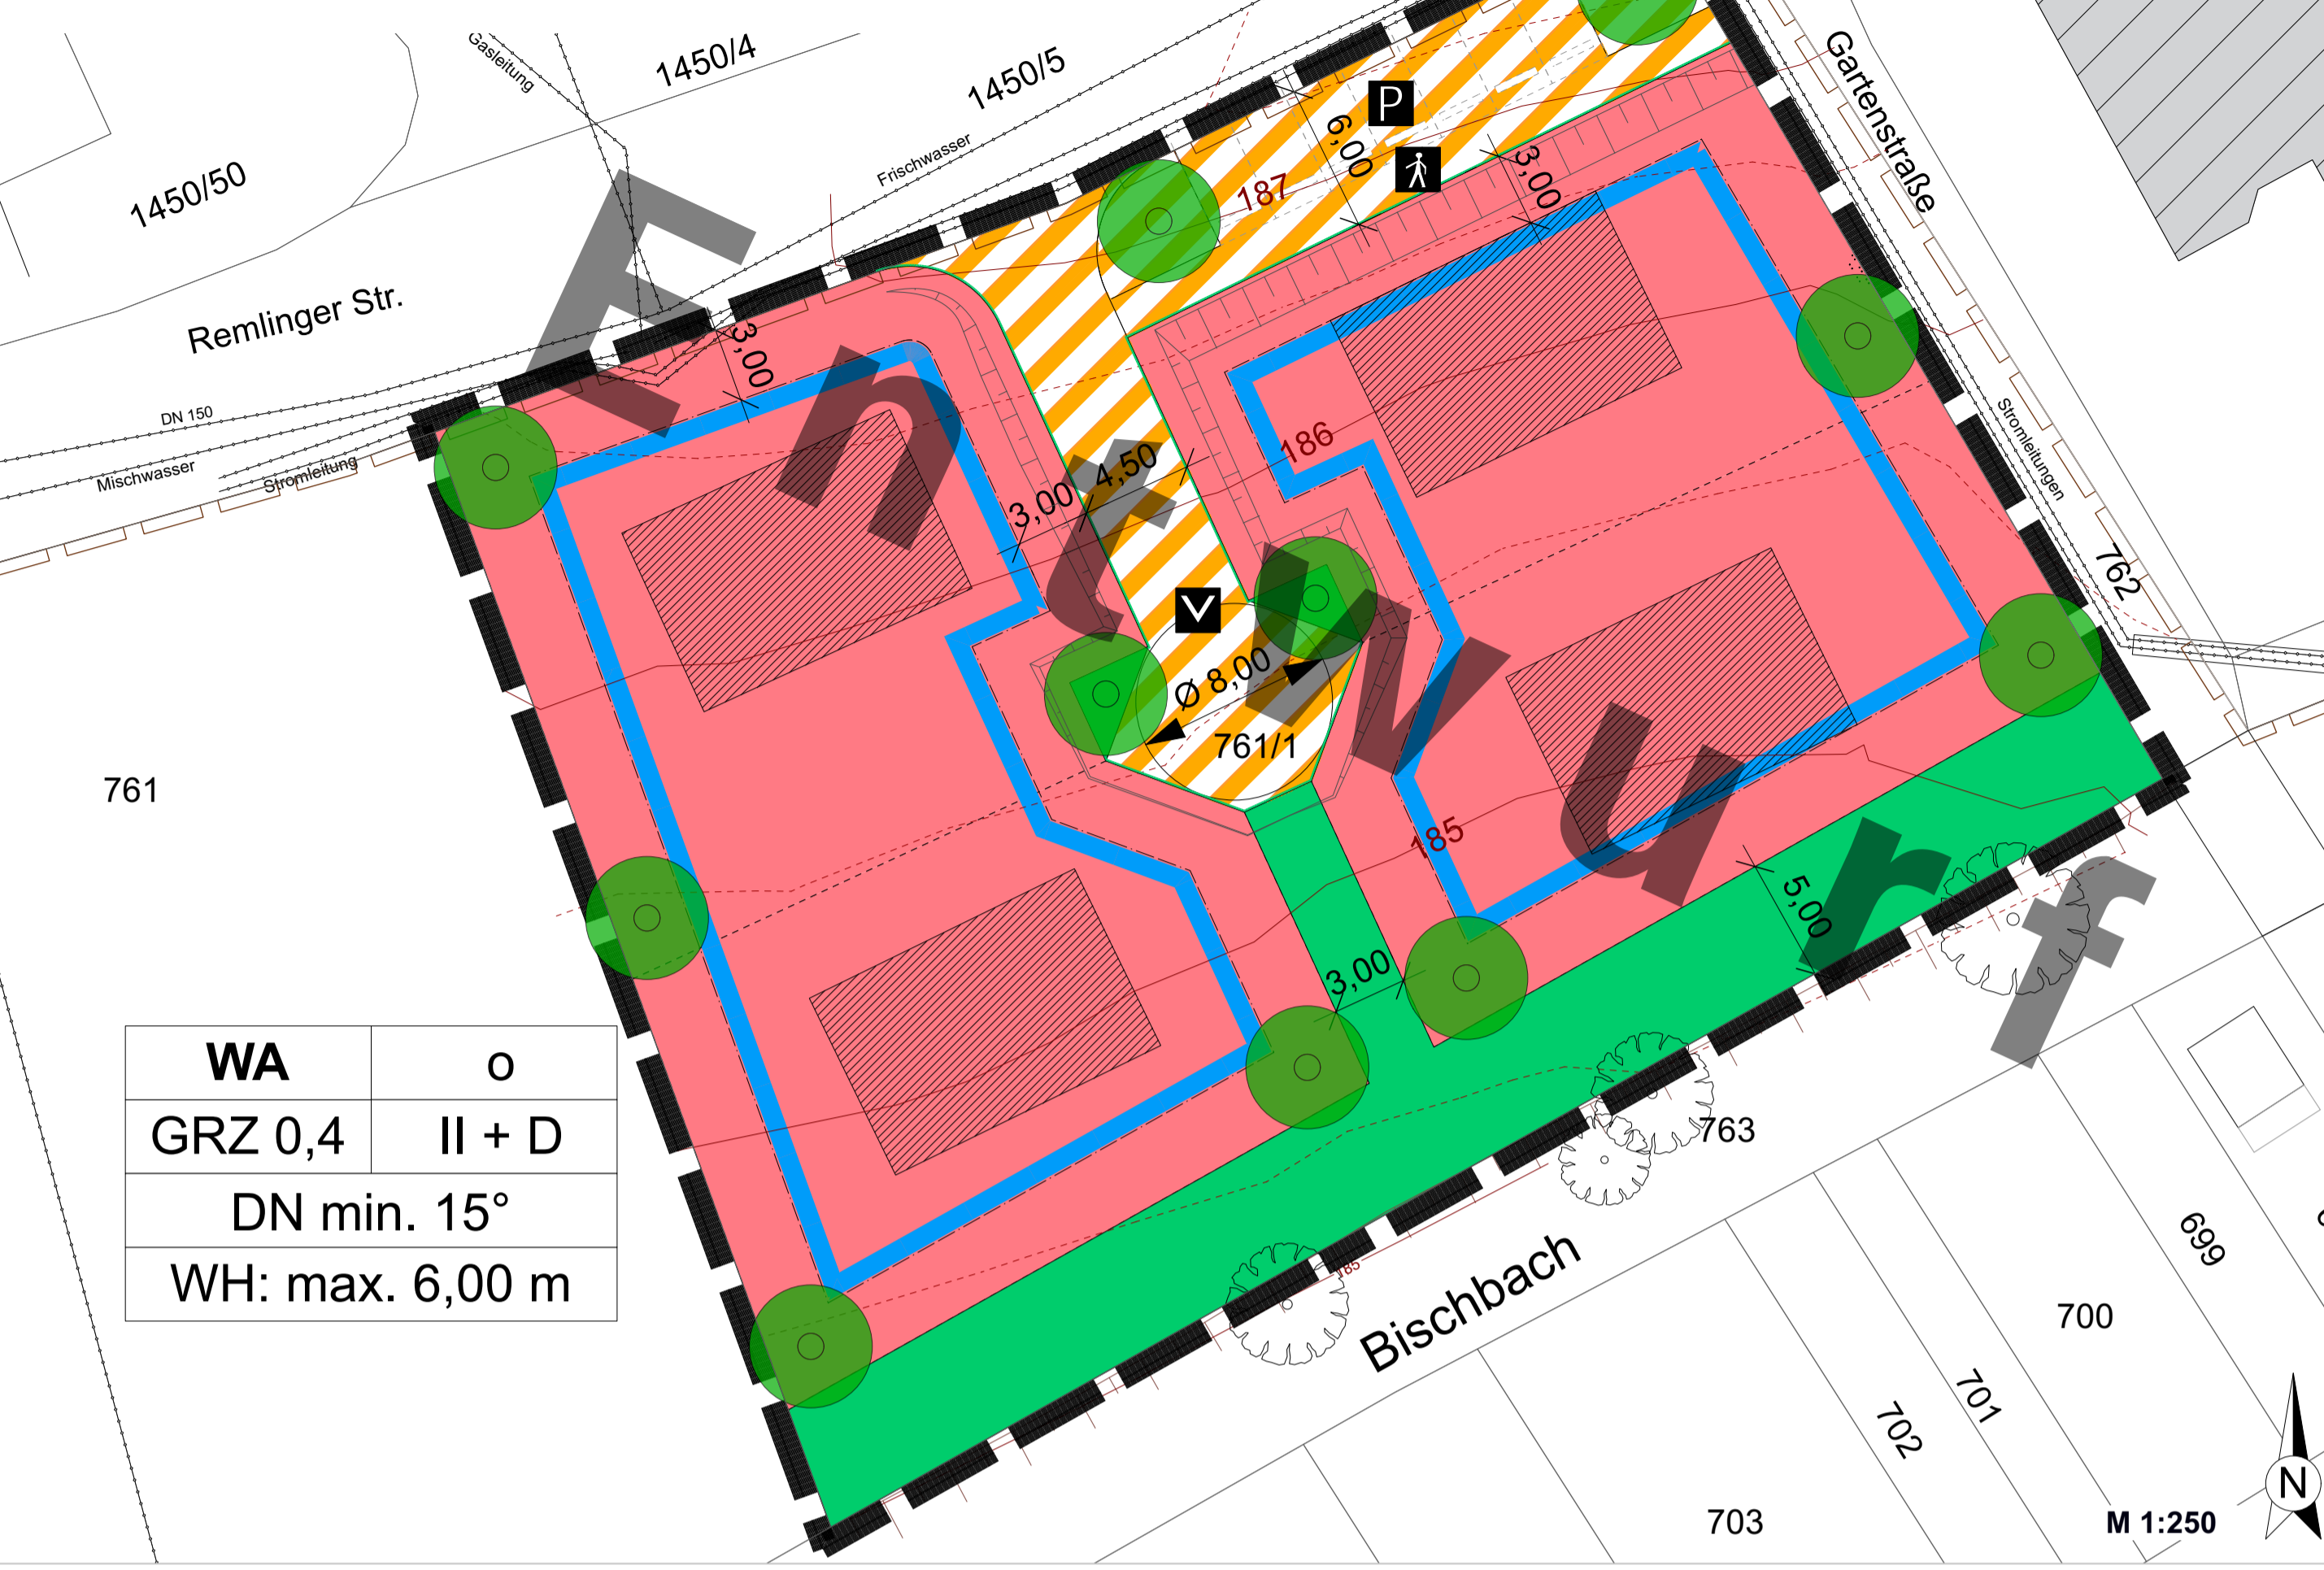 Gasleitung
1450/4
1450/5
Gartenstraße
P
6,00
3,00
Frischwasser
1450/50
187
Remlinger Str.
3,00
DN 150
Mischwasser
Stromleitung
186
4,50
3,00
Stromleitungen
762
V
Ø 8,00
761/1
761
185
5,00
3,00
Entwurf
WA
o
GRZ 0,4
II + D
DN min. 15°
WH: max. 6,00 m
763
185
Bischbach
699
700
701
702
703
M 1:250
N